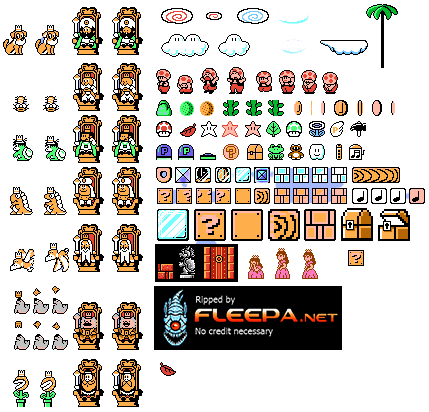 P P
? ?
? ?
?
?
Ripped by
FLEEPA.NET
No credit necessary